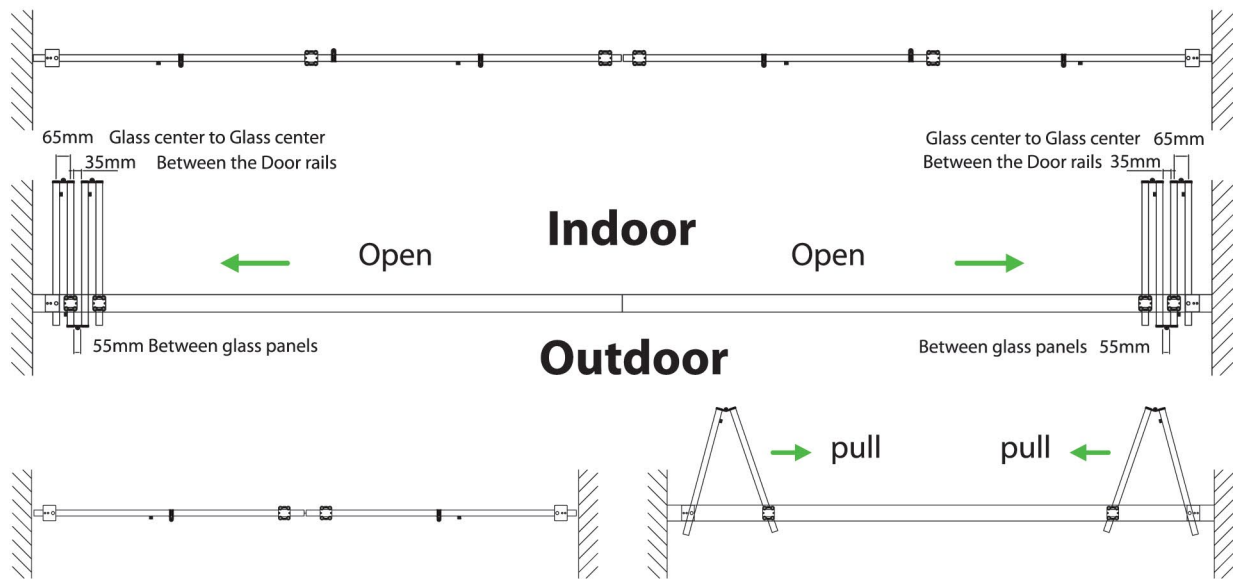 65mm Glass center to Glass center
35mm Between the Door rails
Glass center to Glass center 65mm
Between the Door rails 35mm
Indoor
Open
Open
55mm Between glass panels
Outdoor
Between glass panels 55mm
pull
pull